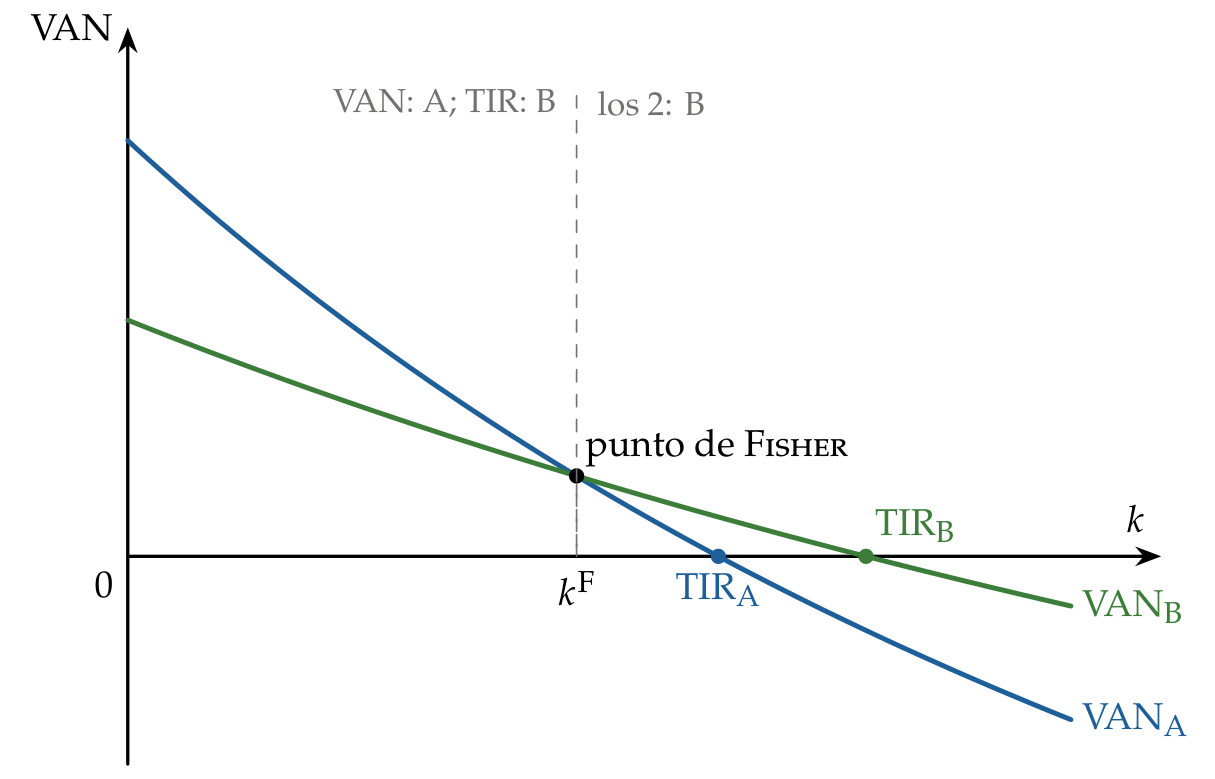 VAN
VAN: A; TIR: B
los 2: B
punto de FISHER
k
TIR_B
0
k^F
TIR_A
VAN_B
VAN_A